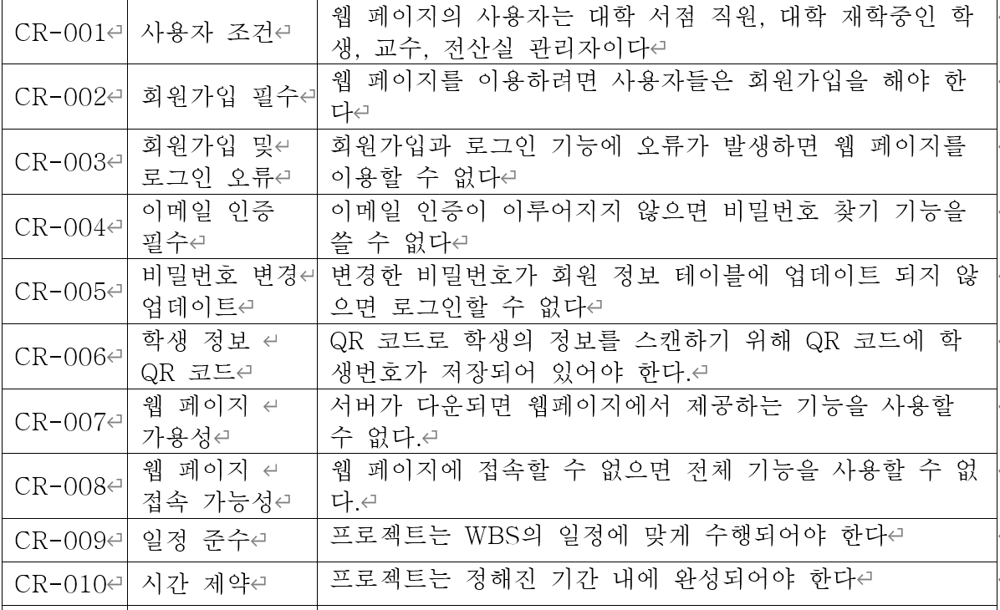 CR-001 사용자 조건 웹 페이지의 사용자는 대학 서점 직원, 대학 재학중인 학
생, 교수, 전산실 관리자이다
CR-002 회원가입 필수 웹 페이지를 이용하려면 사용자들은 회원가입을 해야 한
다
CR-003 회원가입 및
로그인 오류 회원가입과 로그인 기능에 오류가 발생하면 웹 페이지를
이용할 수 없다
CR-004 이메일 인증
필수 이메일 인증이 이루어지지 않으면 비밀번호 찾기 기능을
쓸 수 없다
CR-005 비밀번호 변경
업데이트 변경한 비밀번호가 회원 정보 테이블에 업데이트 되지 않
으면 로그인할 수 없다
CR-006 학생 정보
QR 코드 QR 코드로 학생의 정보를 스캔하기 위해 QR 코드에 학
생번호가 저장되어 있어야 한다.
CR-007 웹 페이지
가용성 서버가 다운되면 웹페이지에서 제공하는 기능을 사용할
수 없다.
CR-008 웹 페이지
접속 가능성 웹 페이지에 접속할 수 없으면 전체 기능을 사용할 수 없
다.
CR-009 일정 준수 프로젝트는 WBS의 일정에 맞게 수행되어야 한다
CR-010 시간 제약 프로젝트는 정해진 기간 내에 완성되어야 한다